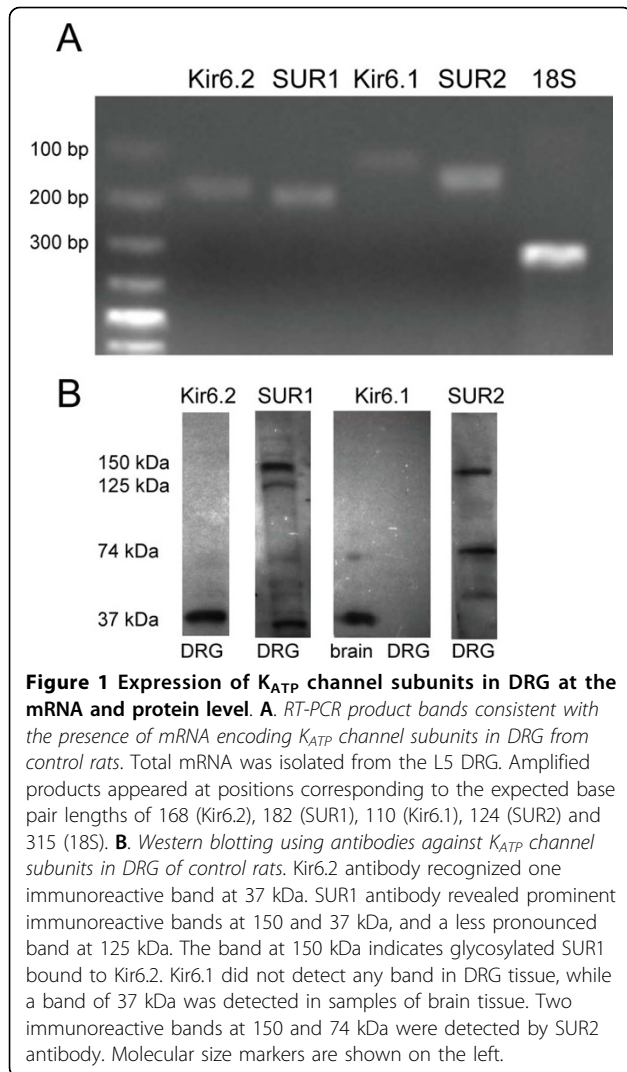 A
Kir6.2 SUR1 Kir6.1 SUR2 18S
100 bp
200 bp
300 bp
B
Kir6.2 SUR1 Kir6.1 SUR2
150 kDa
125 kDa
74 kDa
37 kDa
DRG DRG brain DRG DRG
Figure 1 Expression of KATP channel subunits in DRG at the
mRNA and protein level. A. RT-PCR product bands consistent with
the presence of mRNA encoding KATP channel subunits in DRG from
control rats. Total mRNA was isolated from the L5 DRG. Amplified
products appeared at positions corresponding to the expected base
pair lengths of 168 (Kir6.2), 182 (SUR1), 110 (Kir6.1), 124 (SUR2) and
315 (18S). B. Western blotting using antibodies against KATP channel
subunits in DRG of control rats. Kir6.2 antibody recognized one
immunoreactive band at 37 kDa. SUR1 antibody revealed prominent
immunoreactive bands at 150 and 37 kDa, and a less pronounced
band at 125 kDa. The band at 150 kDa indicates glycosylated SUR1
bound to Kir6.2. Kir6.1 did not detect any band in DRG tissue, while
a band of 37 kDa was detected in samples of brain tissue. Two
immunoreactive bands at 150 and 74 kDa were detected by SUR2
antibody. Molecular size markers are shown on the left.